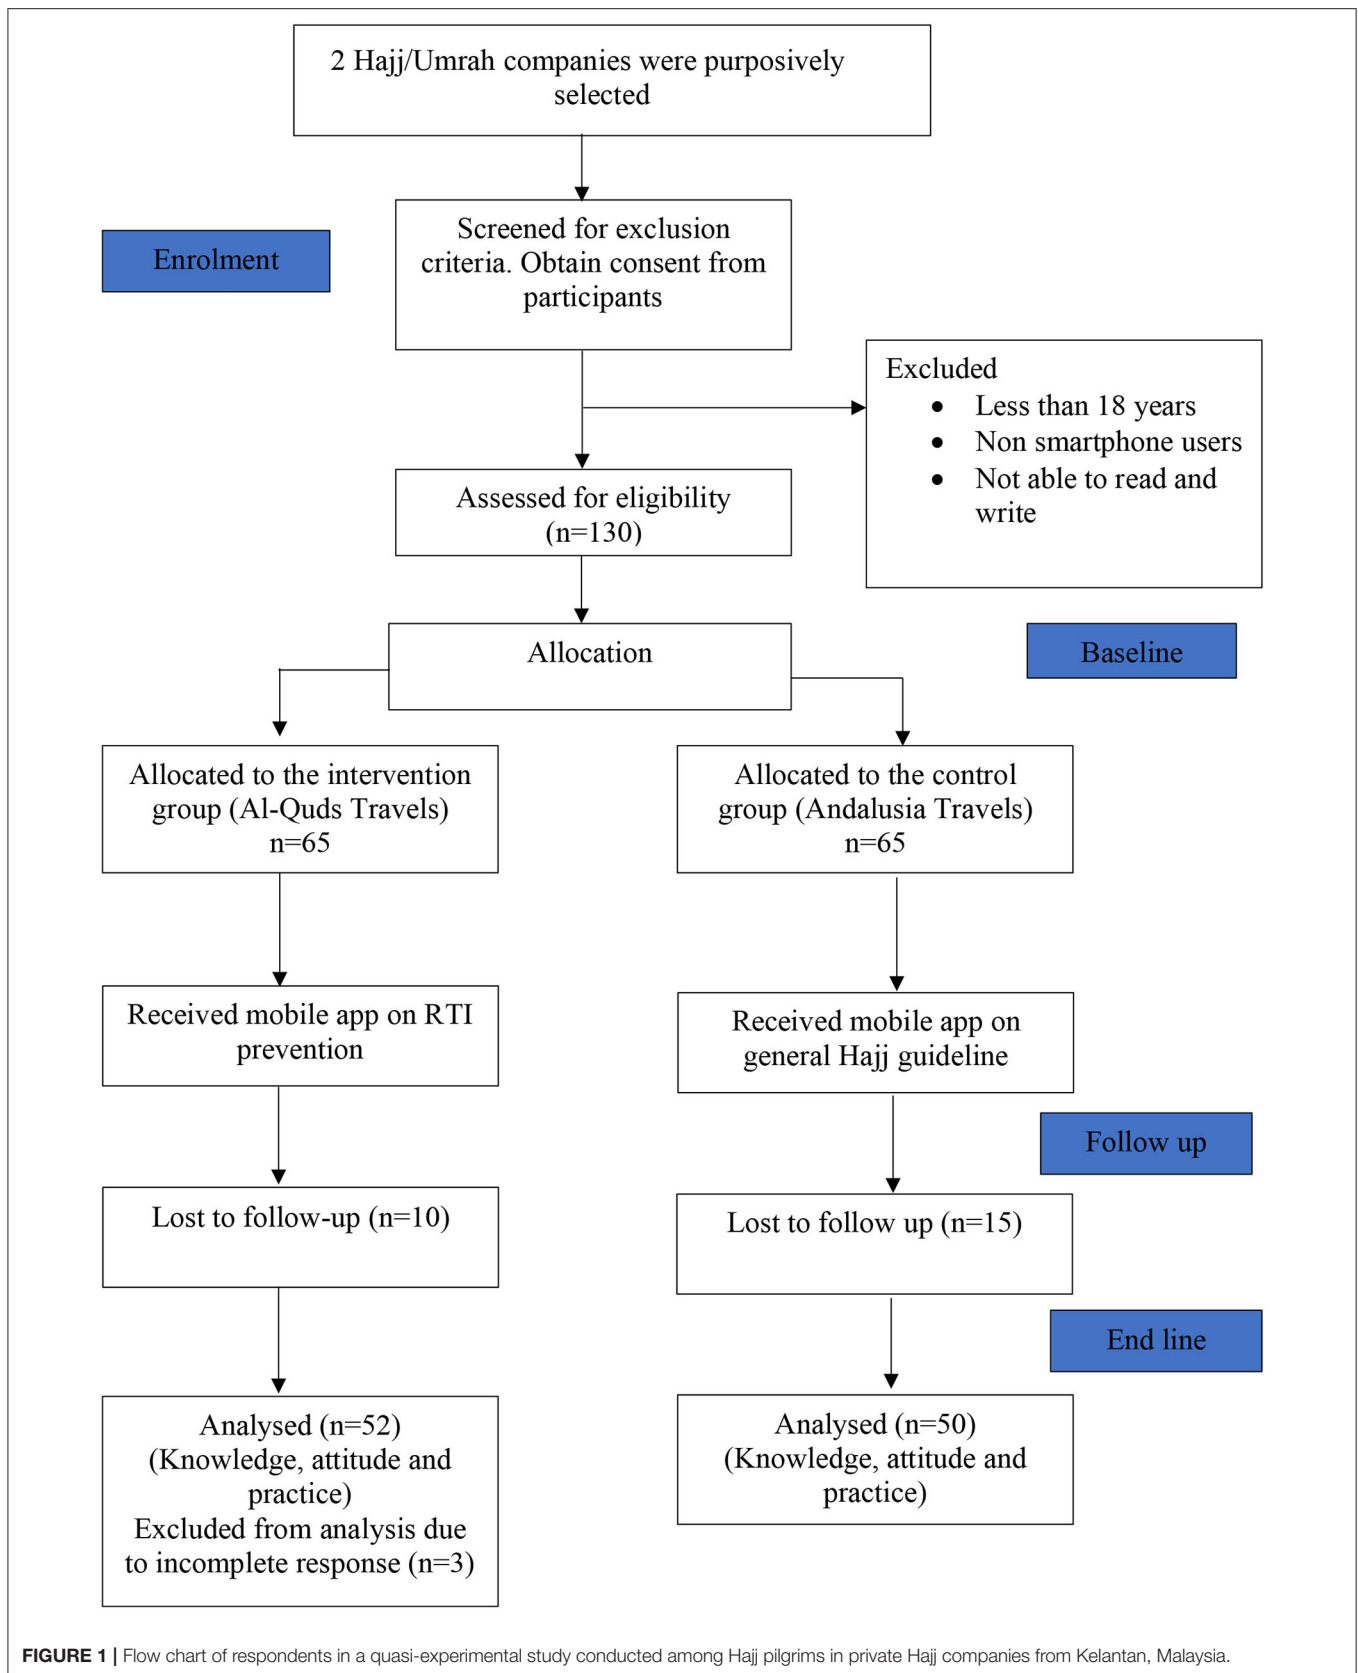 2 Hajj/Umrah companies were purposively
selected
Enrolment
Screened for exclusion
criteria. Obtain consent from
participants
Excluded
• Less than 18 years
• Non smartphone users
• Not able to read and
write
Assessed for eligibility
(n=130)
Allocation
Baseline
Allocated to the intervention
group (Al-Quds Travels)
n=65
Allocated to the control
group (Andalusia Travels)
n=65
Received mobile app on RTI
prevention
Received mobile app on
general Hajj guideline
Follow up
Lost to follow-up (n=10)
Lost to follow up (n=15)
End line
Analysed (n=52)
(Knowledge, attitude and
practice)
Excluded from analysis due
to incomplete response (n=3)
Analysed (n=50)
(Knowledge, attitude and
practice)
FIGURE 1 | Flow chart of respondents in a quasi-experimental study conducted among Hajj pilgrims in private Hajj companies from Kelantan, Malaysia.